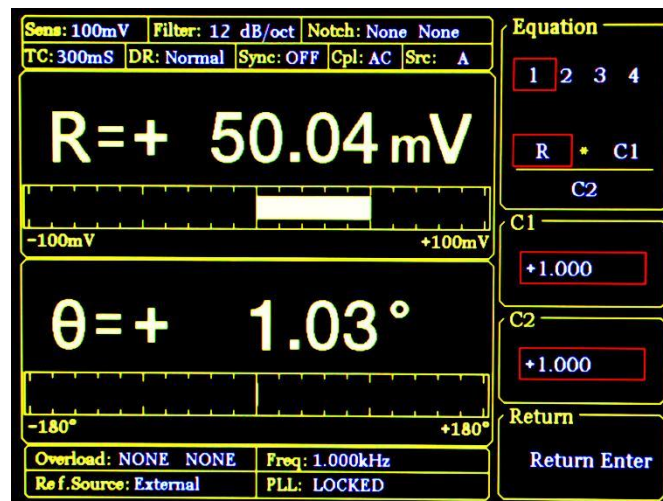 Sens: 100mV Filter: 12 dB/oct Notch: None None
TC: 300mS DR: Normal Sync: OFF Cpl: AC Src: A
R=+ 50.04 mV
-100mV +100mV
θ=+ 1.03°
-180° +180°
Overload: NONE NONE Freq: 1.000kHz
Ref.Source: External PLL: LOCKED
Equation
1 2 3 4
R * C1
C2
C1
+1.000
C2
+1.000
Return
Return Enter